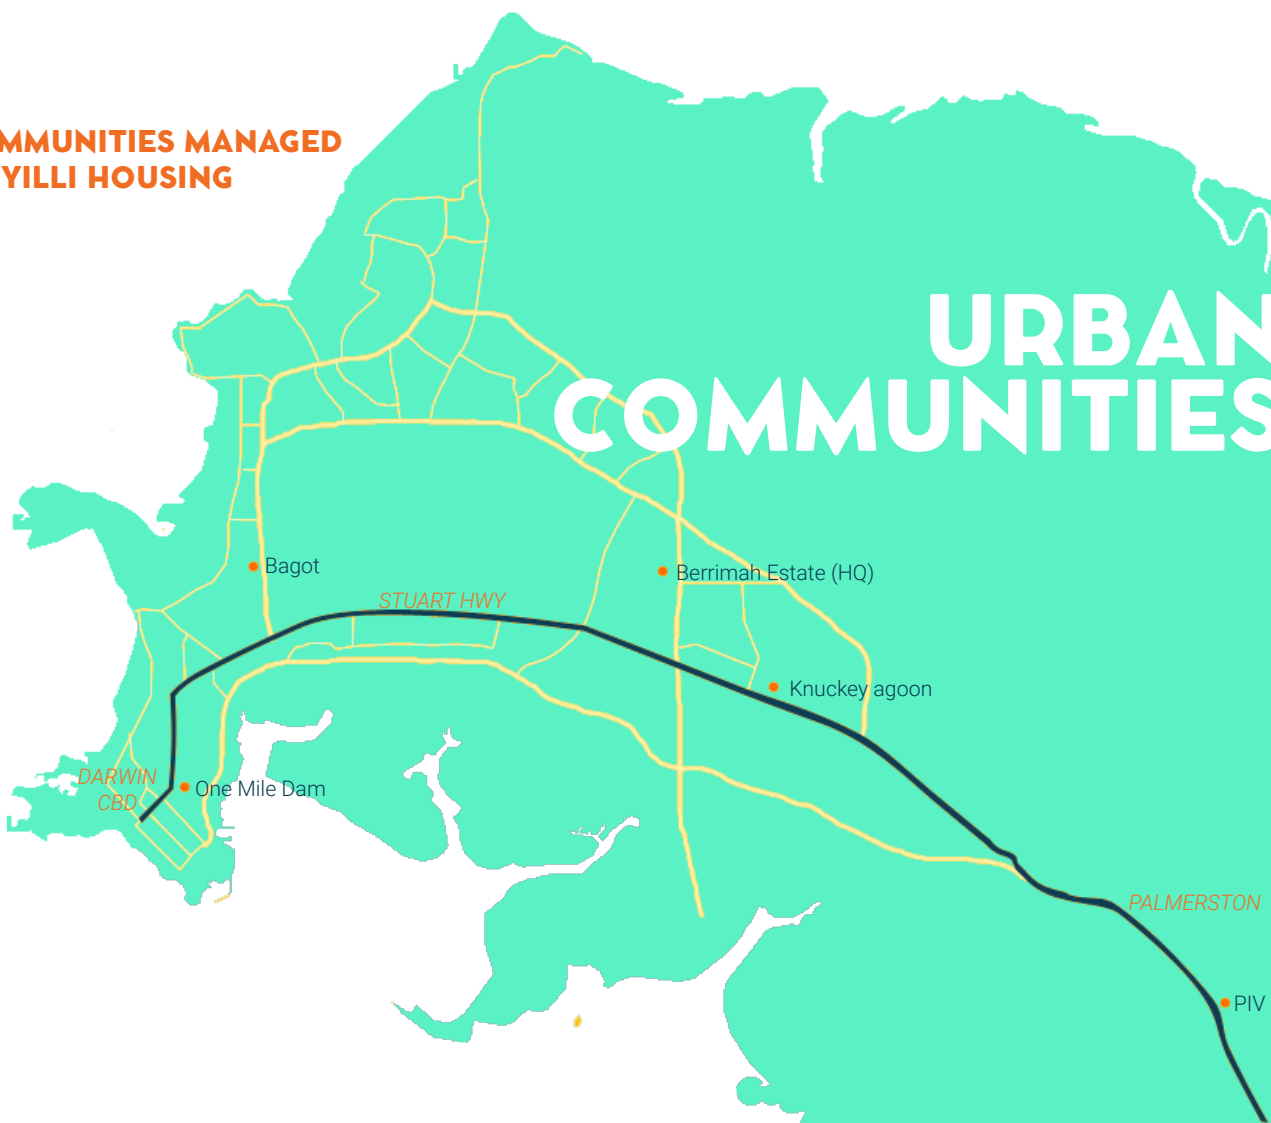 MMUNITIES MANAGED
YILLI HOUSING
URBAN
COMMUNITIES
Bagot
Berrimah Estate (HQ)
STUART HWY
Knuckey agoon
DARWIN
CBD
One Mile Dam
PALMERSTON
PIV